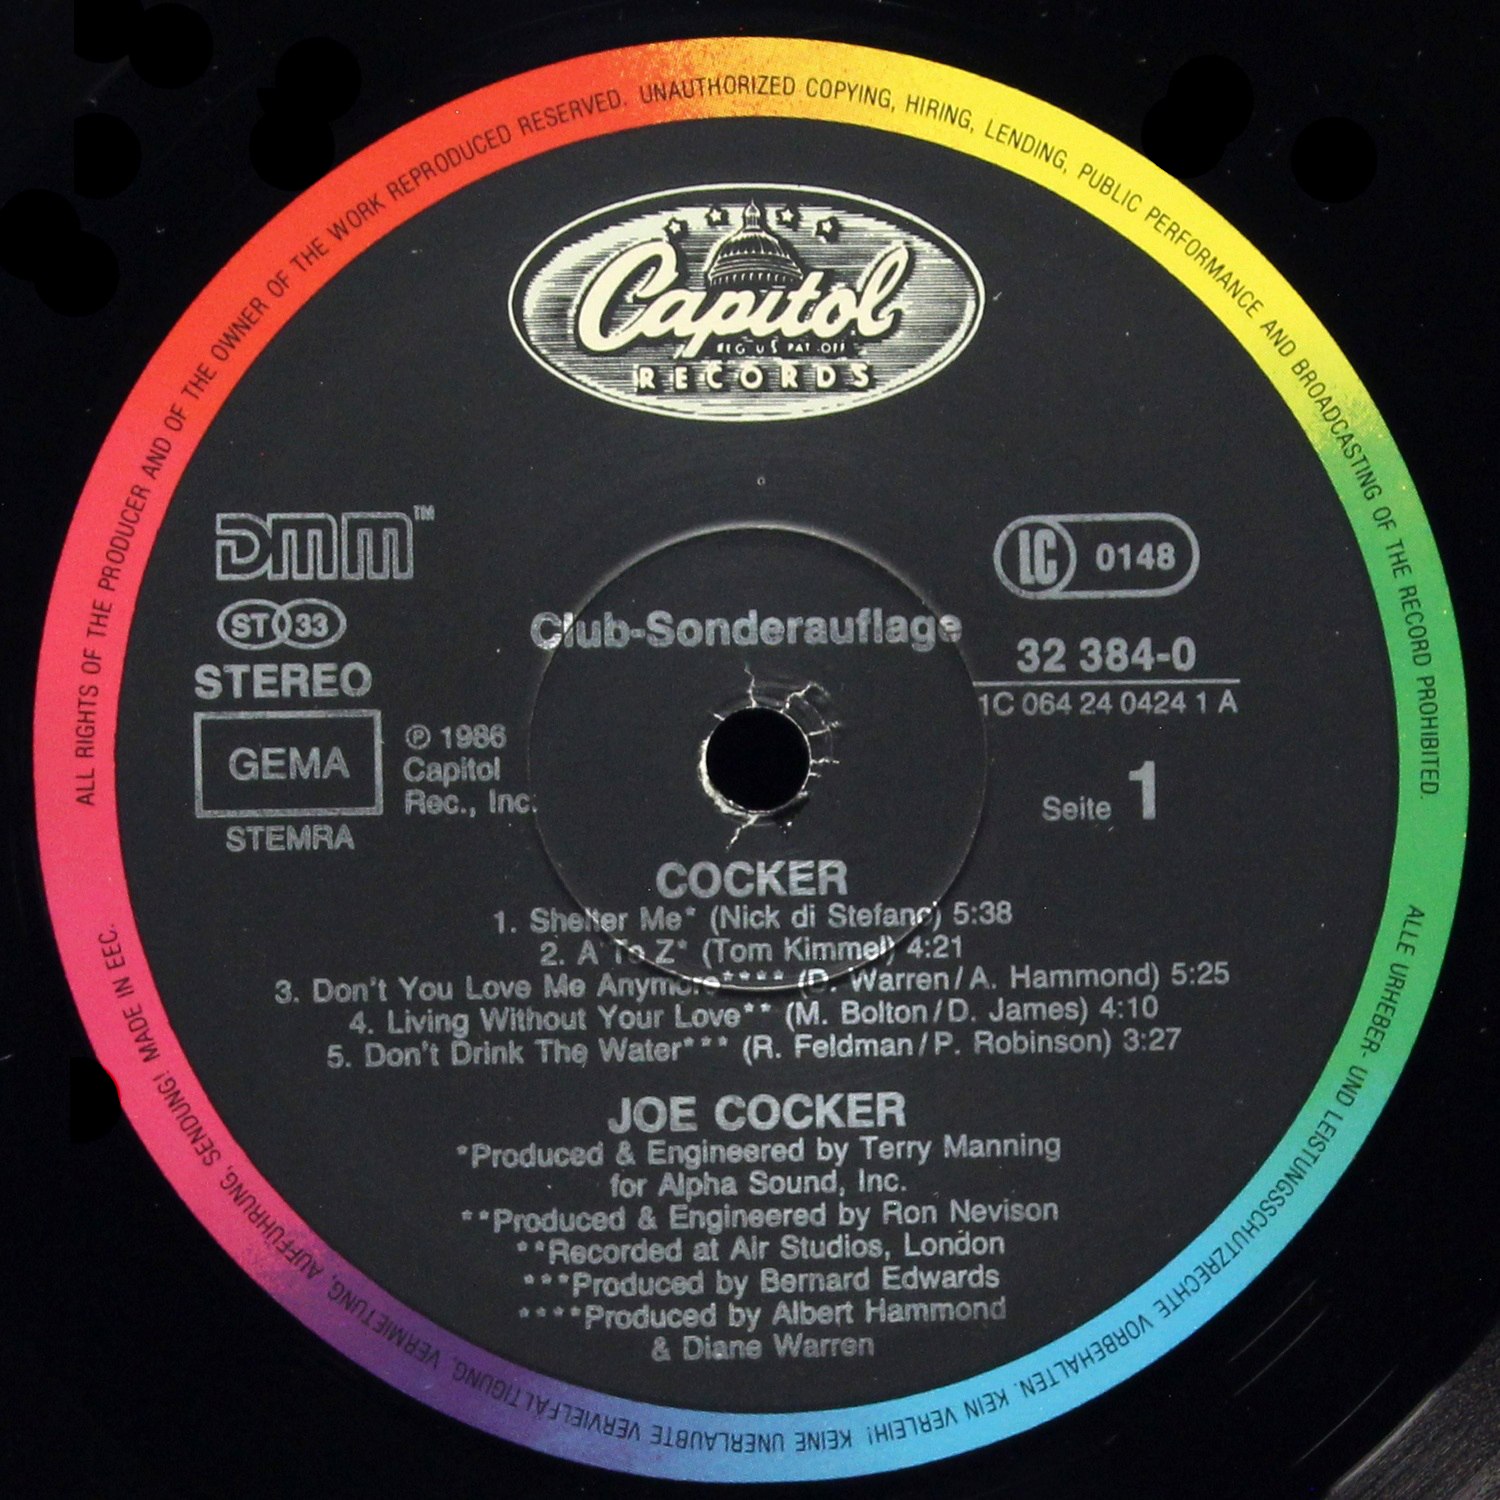 ALL RIGHTS OF THE PRODUCER AND OF THE OWNER OF THE WORK REPRODUCED RESERVED. UNAUTHORIZED COPYING, HIRING, LENDING, PUBLIC PERFORMANCE AND BROADCASTING OF THE RECORD PROHIBITED.
Capitol
REG. U.S. PAT. OFF.
RECORDS
DMM™
LC 0148
ST 33
Club-Sonderauflage
STEREO
32 384-0
1C 064 24 0424 1 A
GEMA
STEMRA
℗ 1986
Capitol
Rec., Inc.
Seite 1
COCKER
1. Shelter Me* (Nick di Stefano) 5:38
2. A To Z* (Tom Kimmel) 4:21
3. Don't You Love Me Anymore**** (D. Warren/A. Hammond) 5:25
4. Living Without Your Love** (M. Bolton/D. James) 4:10
5. Don't Drink The Water*** (R. Feldman/P. Robinson) 3:27
JOE COCKER
*Produced & Engineered by Terry Manning
for Alpha Sound, Inc.
**Produced & Engineered by Ron Nevison
**Recorded at Air Studios, London
***Produced by Bernard Edwards
****Produced by Albert Hammond
& Diane Warren
ALLE URHEBER- UND LEISTUNGSSCHUTZRECHTE VORBEHALTEN. KEIN VERLEIH! KEINE UNERLAUBTE VERVIELFÄLTIGUNG, VERMIETUNG, AUFFÜHRUNG, SENDUNG! MADE IN EEC.